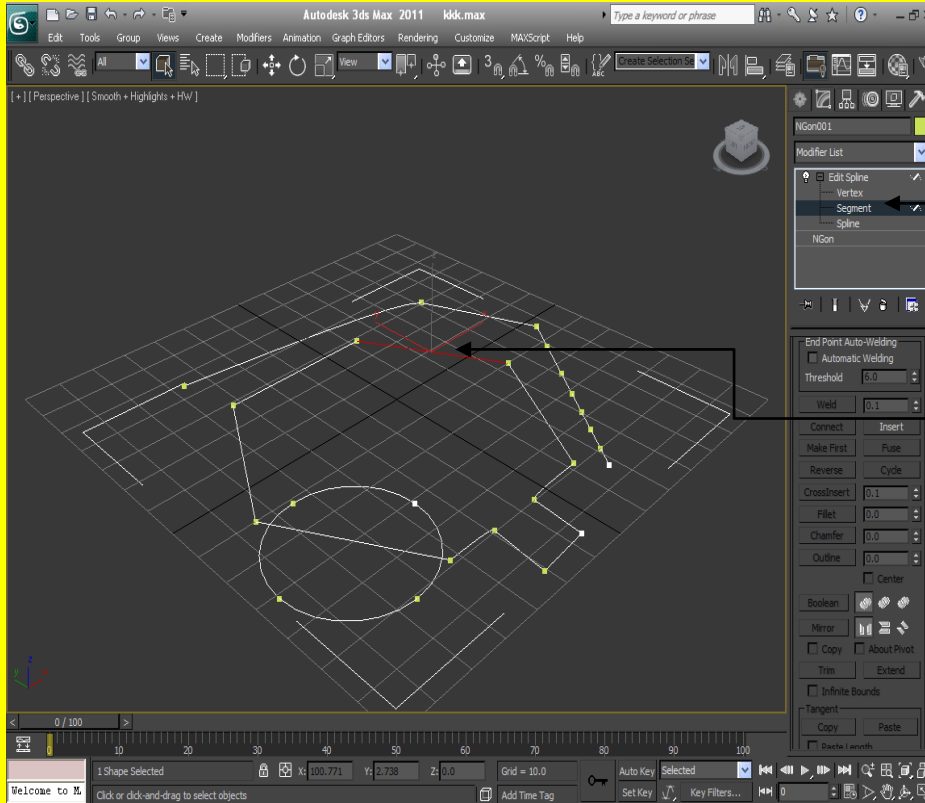 Autodesk 3ds Max 2011 kkk.max Type a keyword or phrase
Edit Tools Group Views Create Modifiers Animation Graph Editors Rendering Customize MAXScript Help
All View 3 Create Selection Se
[ + ] [ Perspective ] [ Smooth + Highlights + HW ]
NGon001
Modifier List
Edit Spline
Vertex
Segment
Spline
NGon
End Point Auto-Welding
Automatic Welding
Threshold 6.0
Weld 0.1
Connect Insert
Make First Fuse
Reverse Cycle
CrossInsert 0.1
Fillet 0.0
Chamfer 0.0
Outline 0.0
Center
Boolean
Mirror
Copy About Pivot
Trim Extend
Infinite Bounds
Tangent
Copy Paste
Paste Length
z
y x
< 0 / 100 >
0 10 20 30 40 50 60 70 80 90 100
1 Shape Selected X: 100.771 Y: 2.738 Z: 0.0 Grid = 10.0 Auto Key Selected
Welcome to M Click or click-and-drag to select objects Add Time Tag Set Key Key Filters... 0